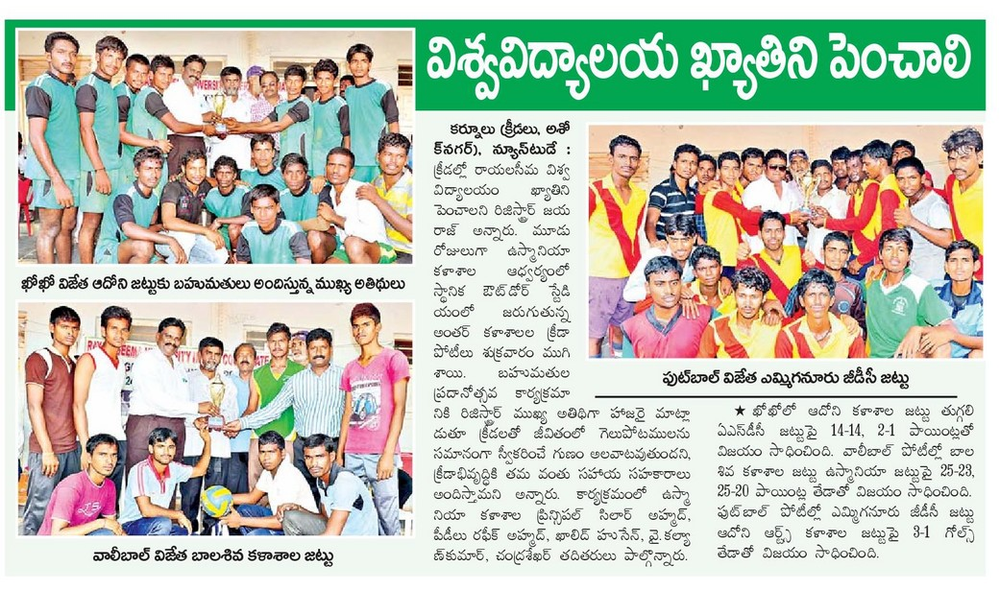 విశ్వవిద్యాలయ ఖ్యాతిని పెంచాలి
ఖోఖో విజేత ఆదోని జట్టుకు బహుమతులు అందిస్తున్న ముఖ్య అతిథులు
వాలీబాల్ విజేత బాలశివ కళాశాల జట్టు
కర్నూలు (క్రీడలు, అశో
క్‌నగర్), న్యూస్‌టుడే :
క్రీడల్లో రాయలసీమ విశ్వ
విద్యాలయం ఖ్యాతిని
పెంచాలని రిజిస్ట్రార్ జయ
రాజ్ అన్నారు. మూడు
రోజులుగా ఉస్మానియా
కళాశాల ఆధ్వర్యంలో
స్థానిక ఔట్‌డోర్ స్టేడి
యంలో జరుగుతున్న
అంతర్ కళాశాలల క్రీడా
పోటీలు శుక్రవారం ముగి
శాయి. బహుమతుల
ప్రదానోత్సవ కార్యక్రమా
నికి రిజిస్ట్రార్ ముఖ్య అతిథిగా హాజరై మాట్లా
డుతూ క్రీడలతో జీవితంలో గెలుపోటములను
సమానంగా స్వీకరించే గుణం అలవాటవుతుందని,
క్రీడాభివృద్ధికి తమ వంతు సహాయ సహకారాలు
అందిస్తామని అన్నారు. కార్యక్రమంలో ఉస్మా
నియా కళాశాల ప్రిన్సిపల్ సిలార్ అహ్మద్,
పీడీలు రఫీక్ అహ్మద్, ఖాలిద్ హుసేన్, వై.కల్యా
ణ్‌కుమార్, చంద్రశేఖర్ తదితరులు పాల్గొన్నారు.
ఫుట్‌బాల్ విజేత ఎమ్మిగనూరు జీడీసీ జట్టు
★ ఖోఖోలో ఆదోని కళాశాల జట్టు తుగ్గలి
ఏఎస్‌డీసీ జట్టుపై 14-14, 2-1 పాయింట్లతో
విజయం సాధించింది. వాలీబాల్ పోటీల్లో బాల
శివ కళాశాల జట్టు ఉస్మానియా జట్టుపై 25-23,
25-20 పాయింట్ల తేడాతో విజయం సాధించింది.
ఫుట్‌బాల్ పోటీల్లో ఎమ్మిగనూరు జీడీసీ జట్టు
ఆదోని ఆర్ట్స్ కళాశాల జట్టుపై 3-1 గోల్స్
తేడాతో విజయం సాధించింది.